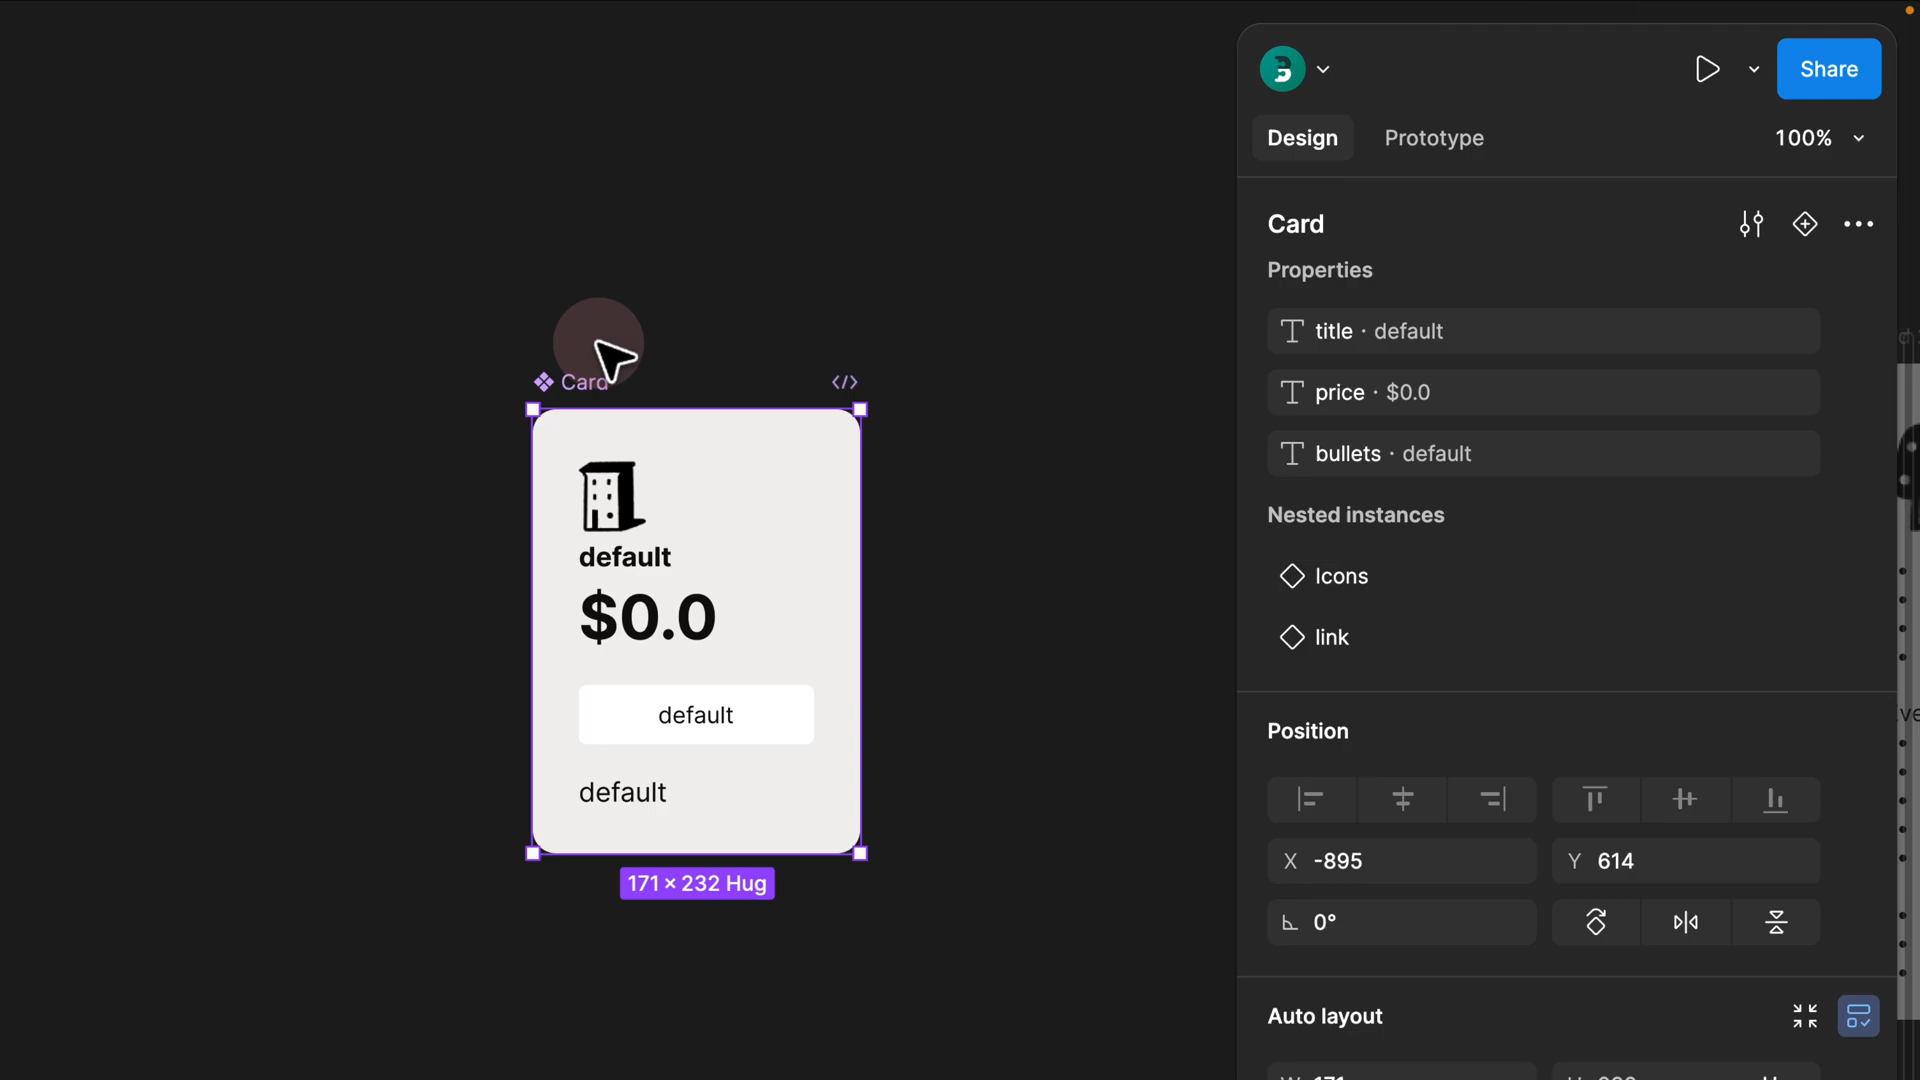 Share
Design
Prototype
100%
Card
Properties
title · default
price · $0.0
bullets · default
Nested instances
Icons
link
Position
X -895
Y 614
0°
Auto layout
Card
default
$0.0
default
default
171 × 232 Hug